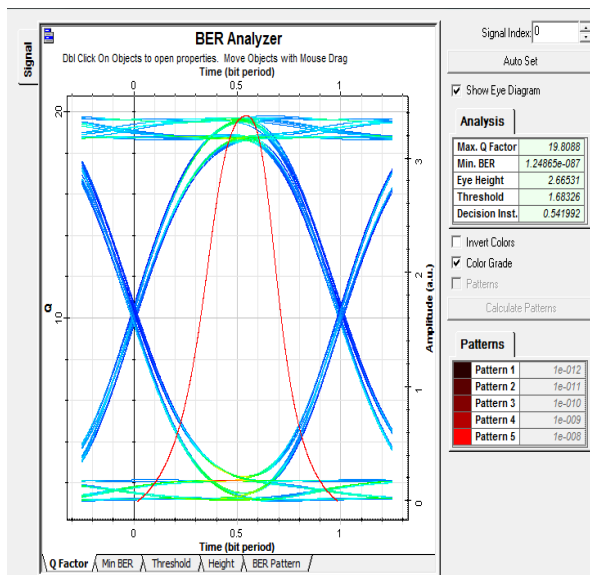 Signal
BER Analyzer
Dbl Click On Objects to open properties. Move Objects with Mouse Drag
Time (bit period)
0 0.5 1
20
10
Q
3
2
1
0
Amplitude (a.u.)
0 0.5 1
Time (bit period)
Q Factor Min BER Threshold Height BER Pattern
Signal Index: 0
Auto Set
Show Eye Diagram
Analysis
Max. Q Factor 19.8088
Min. BER 1.24865e-087
Eye Height 2.66531
Threshold 1.68326
Decision Inst. 0.541992
Invert Colors
Color Grade
Patterns
Calculate Patterns
Patterns
Pattern 1 1e-012
Pattern 2 1e-011
Pattern 3 1e-010
Pattern 4 1e-009
Pattern 5 1e-008